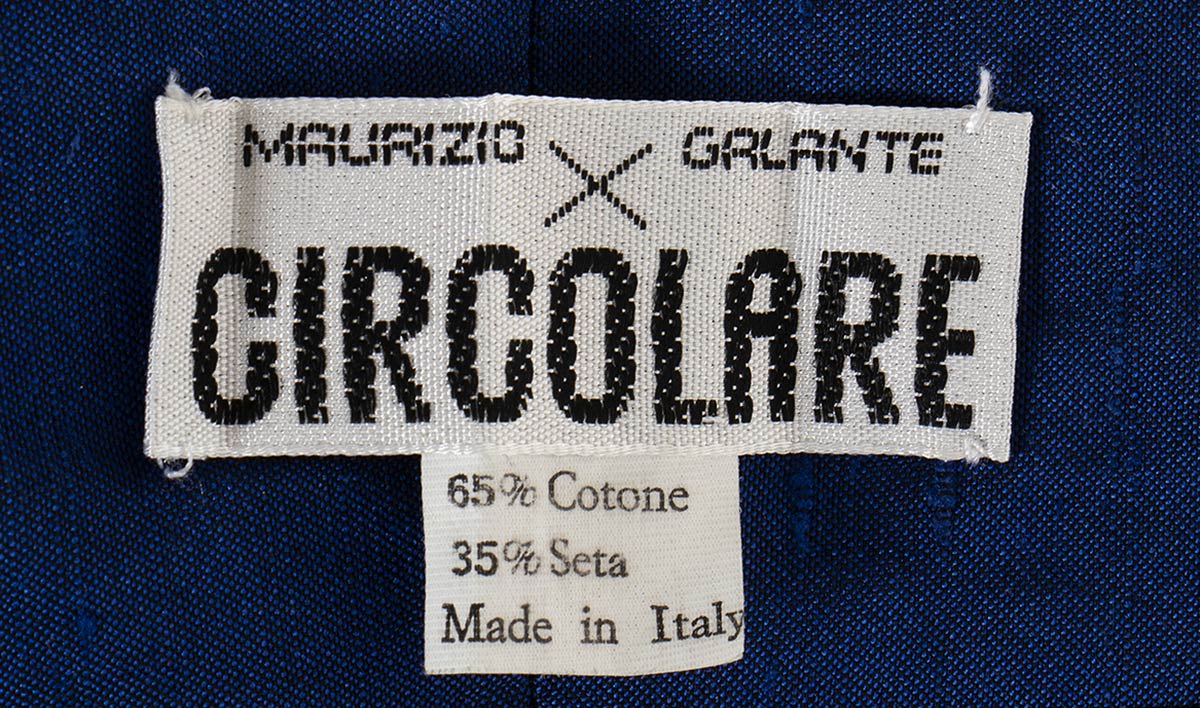 MAURIZIO X GALANTE
CIRCOLARE
65% Cotone
35% Seta
Made in Italy